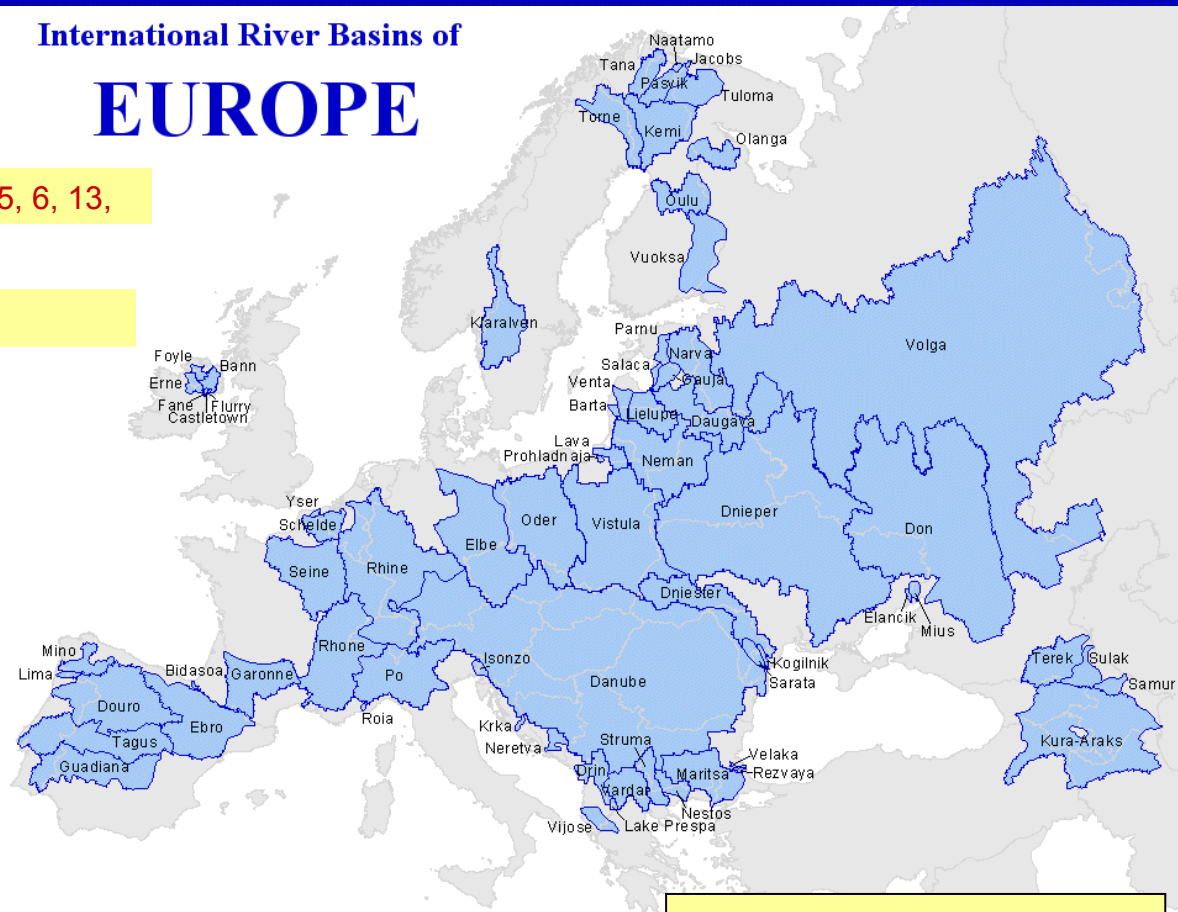 International River Basins of
EUROPE
5, 6, 13,
Naatamo
Tana
Jacobs
Pasvik
Tuloma
Torne
Kemi
Olanga
Oulu
Vuoksa
Klaralven
Parnu
Narva
Volga
Salaca
Gauja
Venta
Barta
Lielupe
Daugava
Foyle
Bann
Erne
Fane
Flurry
Castletown
Lava
Prohladnaja
Neman
Yser
Schelde
Dnieper
Oder
Vistula
Don
Elbe
Seine
Rhine
Dniester
Elancik
Mius
Mino
Rhone
Isonzo
Kogilnik
Terek
Sulak
Lima
Bidasoa
Garonne
Po
Danube
Sarata
Samur
Douro
Ebro
Roia
Krka
Tagus
Neretva
Struma
Kura-Araks
Guadiana
Drin
Velaka
Maritsa
Rezvaya
Vardar
Nestos
Vijose
Lake Prespa